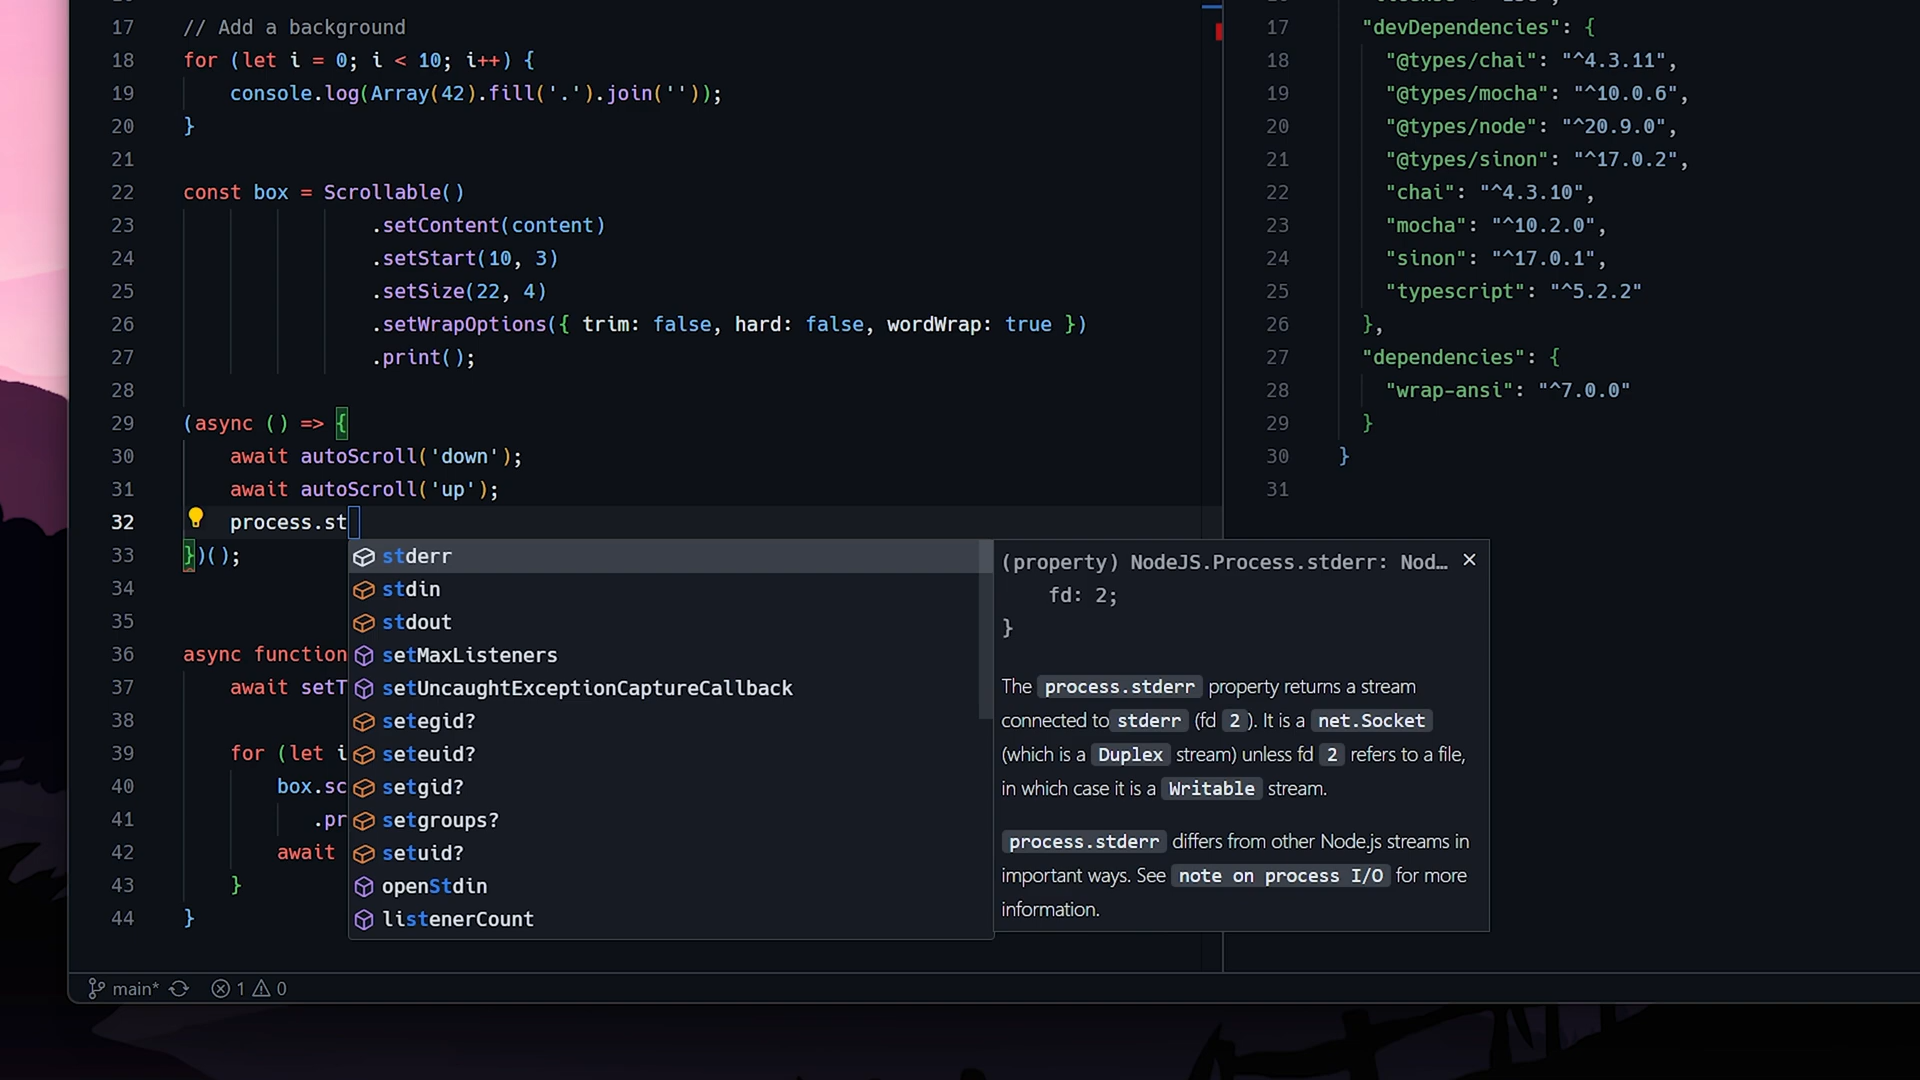 17 // Add a background
18 for (let i = 0; i < 10; i++) {
19 console.log(Array(42).fill('.').join(''));
20 }
21
22 const box = Scrollable()
23 .setContent(content)
24 .setStart(10, 3)
25 .setSize(22, 4)
26 .setWrapOptions({ trim: false, hard: false, wordWrap: true })
27 .print();
28
29 (async () => {
30 await autoScroll('down');
31 await autoScroll('up');
32 process.st
33 })();
34
35
36 async function
37 await setT
38
39 for (let i
40 box.sc
41 .pr
42 await
43 }
44 }
stderr
stdin
stdout
setMaxListeners
setUncaughtExceptionCaptureCallback
setegid?
seteuid?
setgid?
setgroups?
setuid?
openStdin
listenerCount
(property) NodeJS.Process.stderr: Nod…
fd: 2;
}
The process.stderr property returns a stream
connected to stderr (fd 2). It is a net.Socket
(which is a Duplex stream) unless fd 2 refers to a file,
in which case it is a Writable stream.
process.stderr differs from other Node.js streams in
important ways. See note on process I/O for more
information.
17 "devDependencies": {
18 "@types/chai": "^4.3.11",
19 "@types/mocha": "^10.0.6",
20 "@types/node": "^20.9.0",
21 "@types/sinon": "^17.0.2",
22 "chai": "^4.3.10",
23 "mocha": "^10.2.0",
24 "sinon": "^17.0.1",
25 "typescript": "^5.2.2"
26 },
27 "dependencies": {
28 "wrap-ansi": "^7.0.0"
29 }
30 }
31
main* 1 0